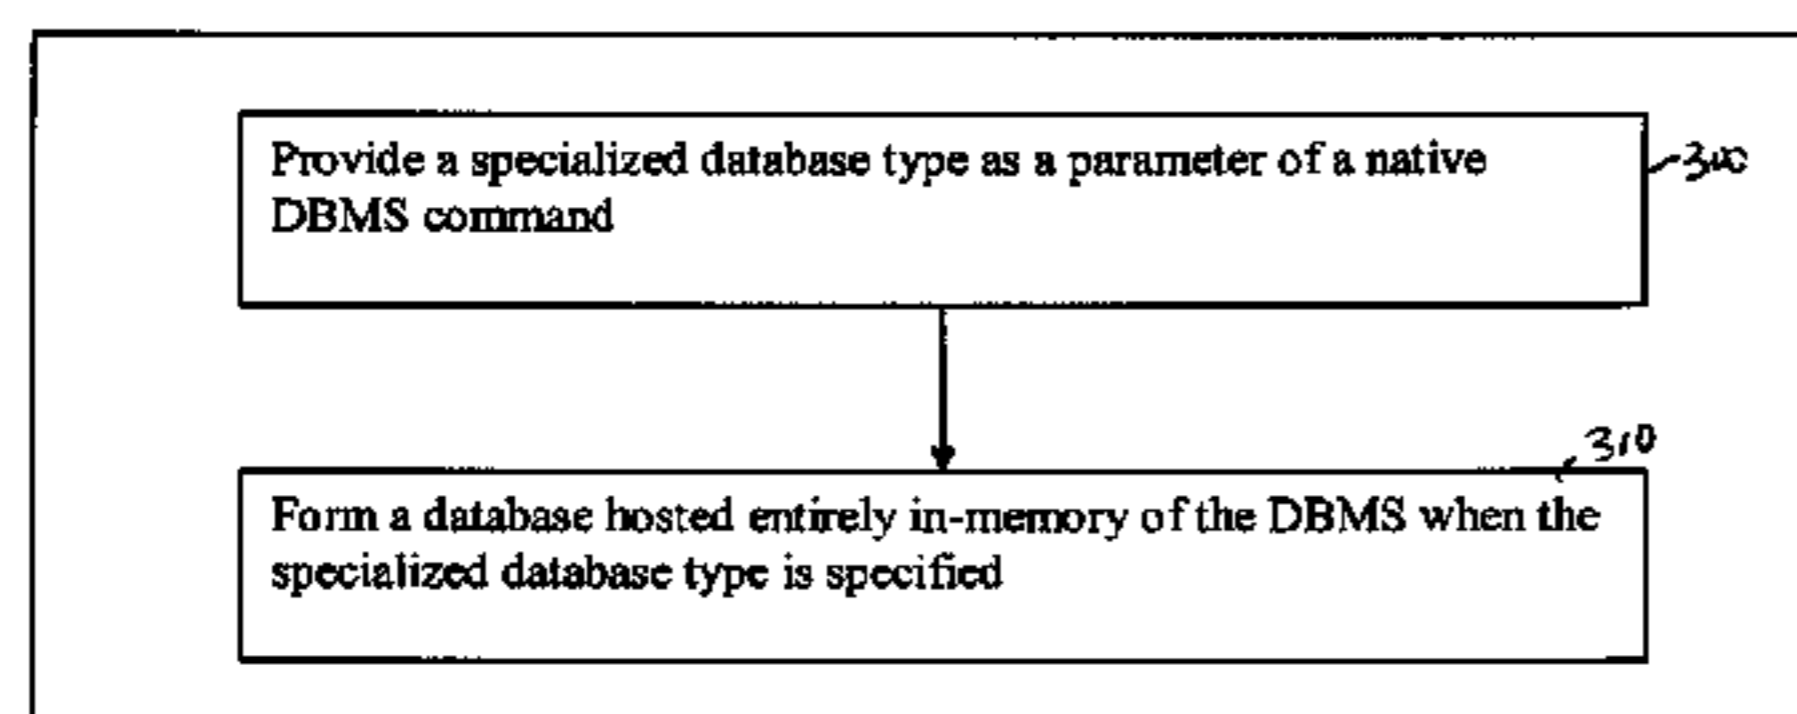 Provide a specialized database type as a parameter of a native
DBMS command
300
310
Form a database hosted entirely in-memory of the DBMS when the
specialized database type is specified